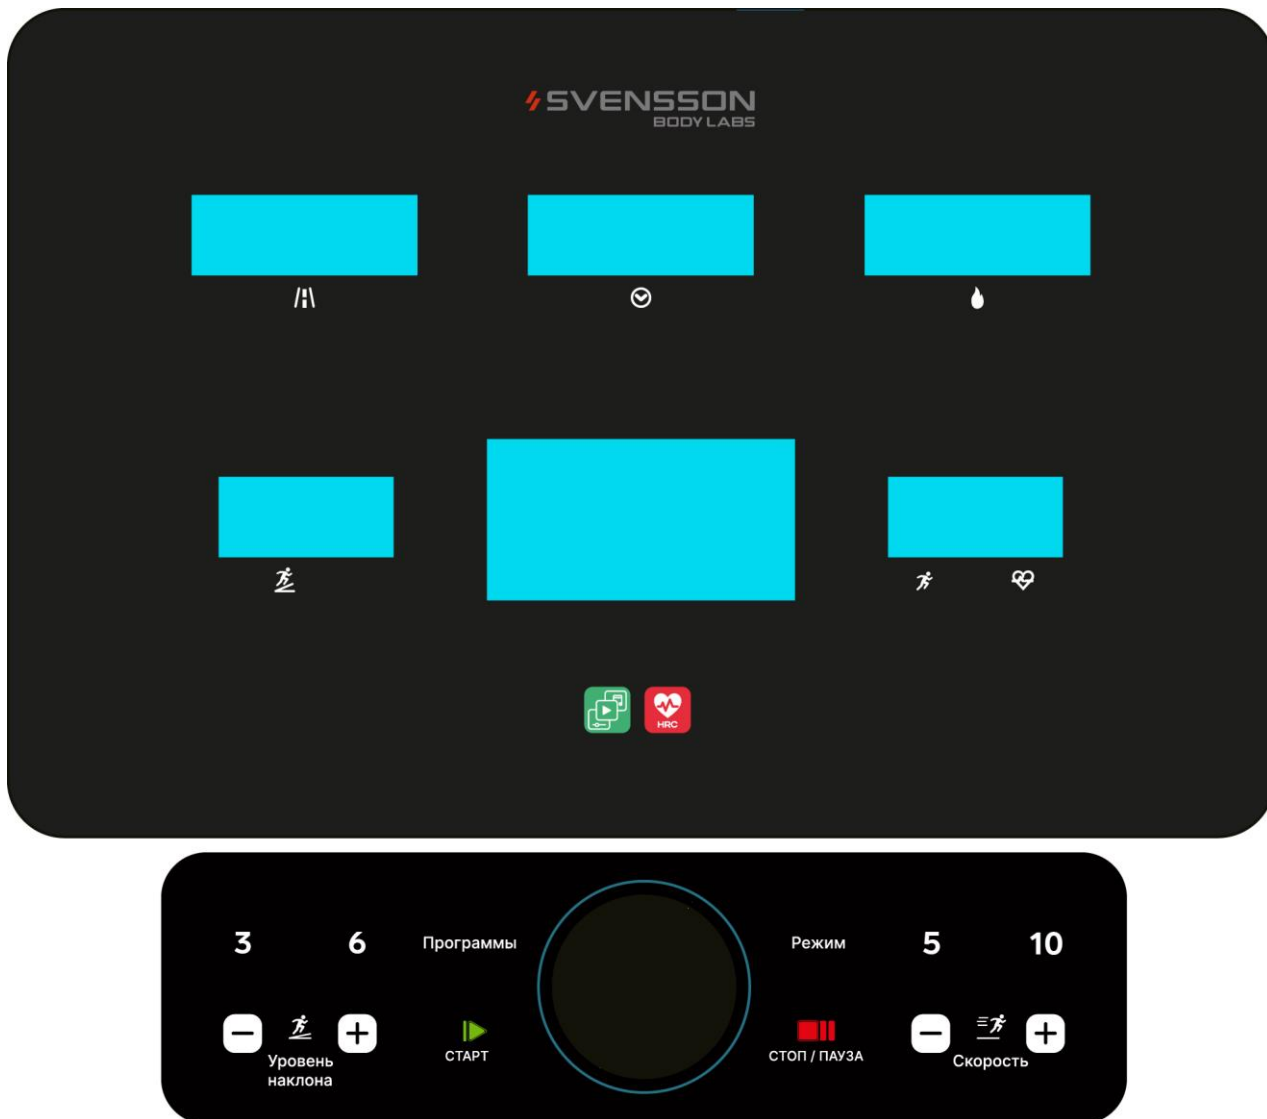 SVENSSON
BODY LABS
HRC
3 6 Программы Режим 5 10
СТАРТ СТОП / ПАУЗА
Уровень наклона Скорость